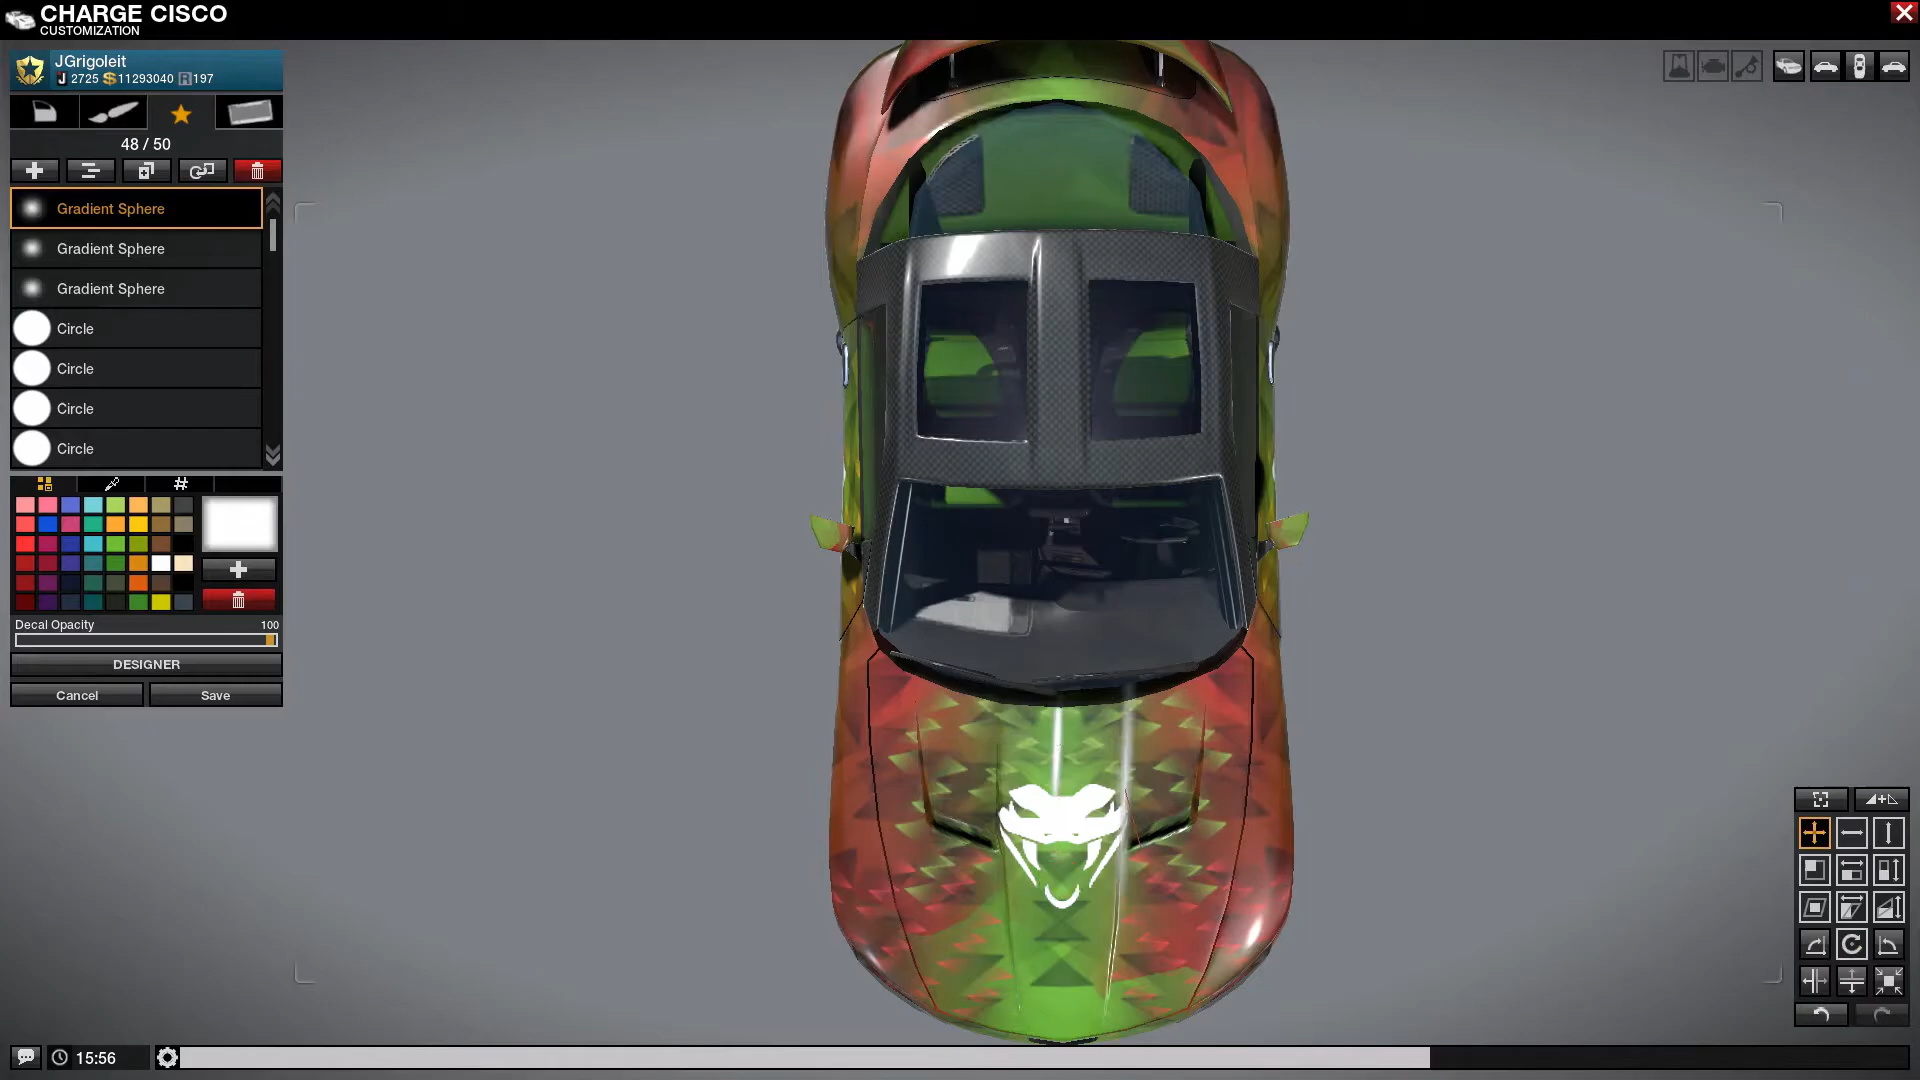 CHARGE CISCO
CUSTOMIZATION
JGrigoleit
J 2725 $11293040 R 197
48 / 50
Gradient Sphere
Gradient Sphere
Gradient Sphere
Circle
Circle
Circle
Circle
#
Decal Opacity 100
DESIGNER
Cancel Save
15:56